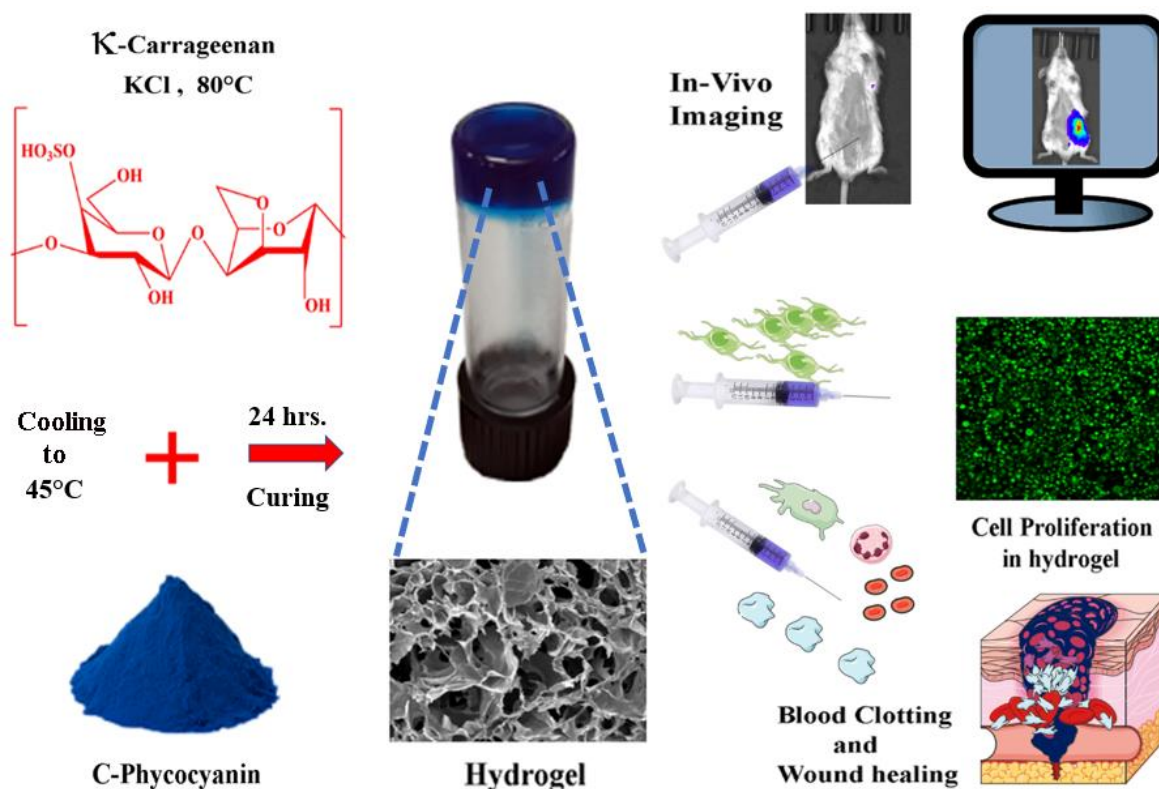 Ƙ-Carrageenan
KCl , 80°C
HO₃SO
OH
O
O
O
O
O
OH
OH
Cooling
to
45°C
+
24 hrs.
Curing
C-Phycocyanin
Hydrogel
In-Vivo
Imaging
Cell Proliferation
in hydrogel
Blood Clotting
and
Wound healing